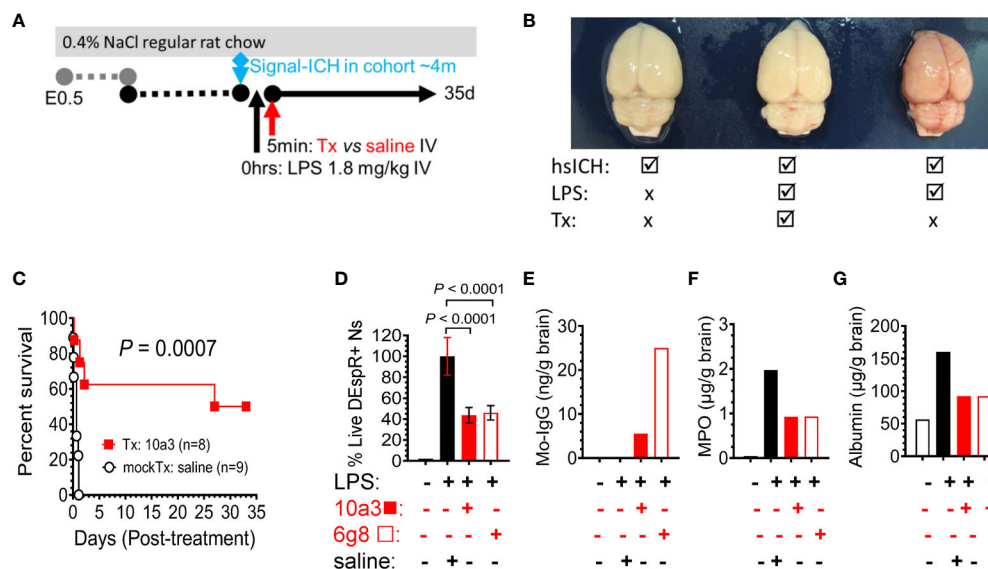 A
0.4% NaCl regular rat chow
Signal-ICH in cohort ~4m
E0.5
35d
5min: Tx vs saline IV
0hrs: LPS 1.8 mg/kg IV
B
hsICH: ☑ ☑ ☑
LPS: x ☑ ☑
Tx: x ☑ x
C
Percent survival
100
80
60
40
20
0
P = 0.0007
Tx: 10a3 (n=8)
mockTx: saline (n=9)
0 5 10 15 20 25 30 35
Days (Post-treatment)
D
P < 0.0001
P < 0.0001
% Live DEspR+ Ns
120
100
80
60
40
20
0
E
Mo-IgG (ng/g brain)
30
20
10
0
F
MPO (µg/g brain)
3
2
1
0
G
Albumin (µg/g brain)
200
150
100
50
0
LPS: - + + + - + + + - + + + - + +
10a3 - - + - - - + - - - + - - - +
6g8 - - - + - - - + - - - + - - -
saline: - + - - - + - - - + - - - + -